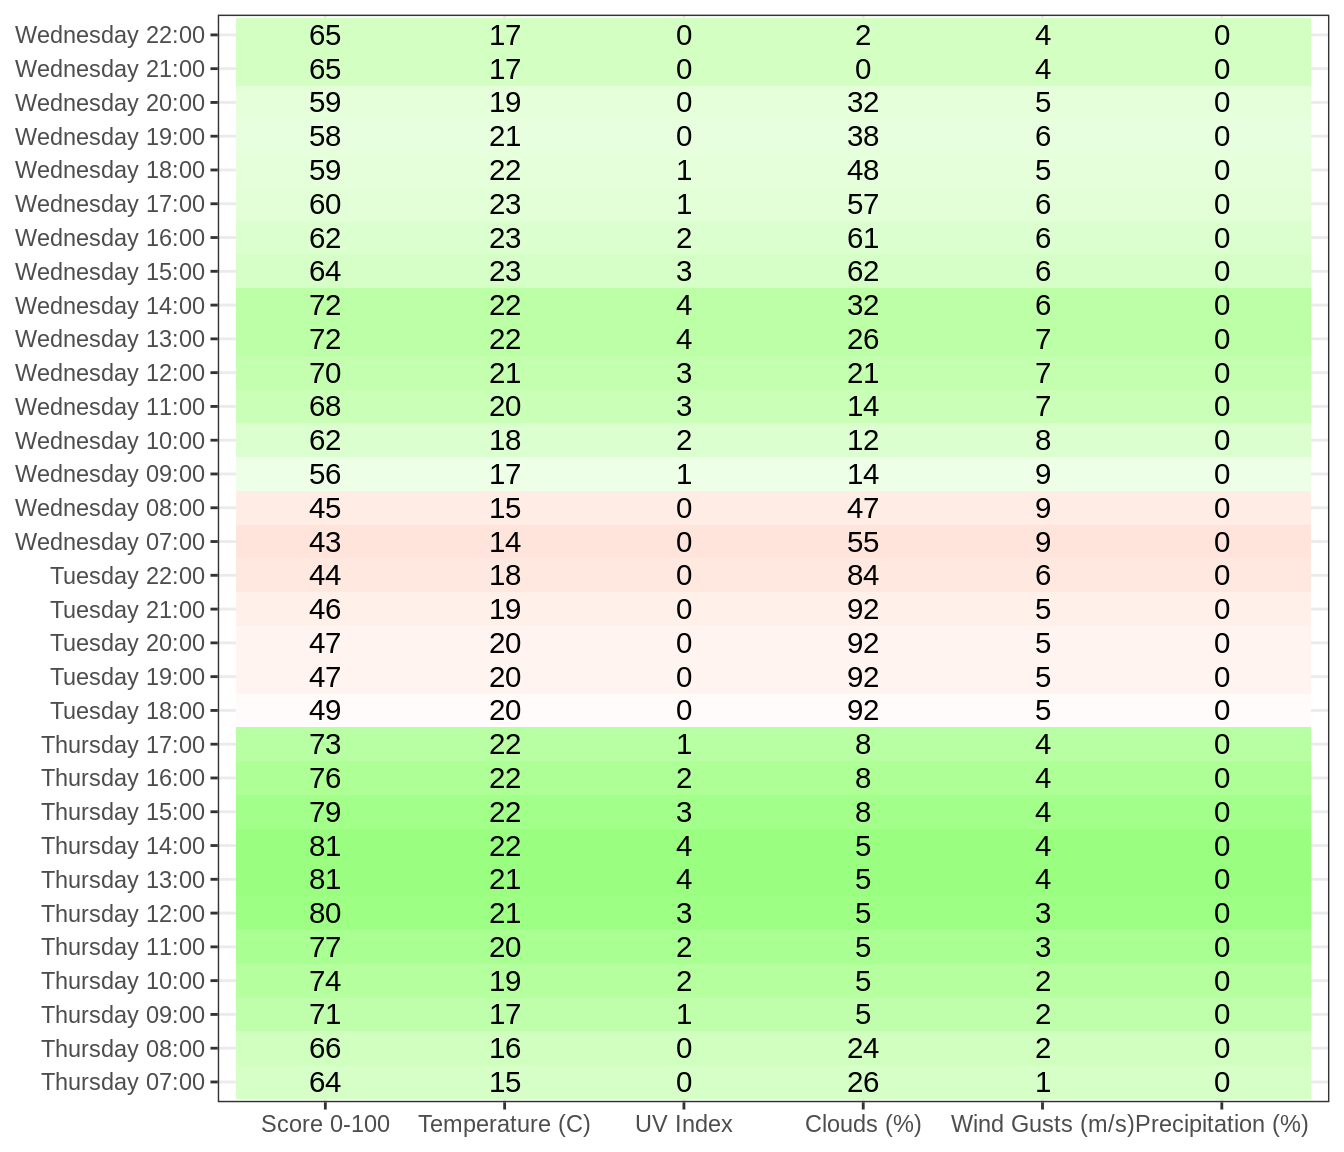 Wednesday 22:00 65 17 0 2 4 0
Wednesday 21:00 65 17 0 0 4 0
Wednesday 20:00 59 19 0 32 5 0
Wednesday 19:00 58 21 0 38 6 0
Wednesday 18:00 59 22 1 48 5 0
Wednesday 17:00 60 23 1 57 6 0
Wednesday 16:00 62 23 2 61 6 0
Wednesday 15:00 64 23 3 62 6 0
Wednesday 14:00 72 22 4 32 6 0
Wednesday 13:00 72 22 4 26 7 0
Wednesday 12:00 70 21 3 21 7 0
Wednesday 11:00 68 20 3 14 7 0
Wednesday 10:00 62 18 2 12 8 0
Wednesday 09:00 56 17 1 14 9 0
Wednesday 08:00 45 15 0 47 9 0
Wednesday 07:00 43 14 0 55 9 0
Tuesday 22:00 44 18 0 84 6 0
Tuesday 21:00 46 19 0 92 5 0
Tuesday 20:00 47 20 0 92 5 0
Tuesday 19:00 47 20 0 92 5 0
Tuesday 18:00 49 20 0 92 5 0
Thursday 17:00 73 22 1 8 4 0
Thursday 16:00 76 22 2 8 4 0
Thursday 15:00 79 22 3 8 4 0
Thursday 14:00 81 22 4 5 4 0
Thursday 13:00 81 21 4 5 4 0
Thursday 12:00 80 21 3 5 3 0
Thursday 11:00 77 20 2 5 3 0
Thursday 10:00 74 19 2 5 2 0
Thursday 09:00 71 17 1 5 2 0
Thursday 08:00 66 16 0 24 2 0
Thursday 07:00 64 15 0 26 1 0
Score 0-100 Temperature (C) UV Index Clouds (%) Wind Gusts (m/s) Precipitation (%)